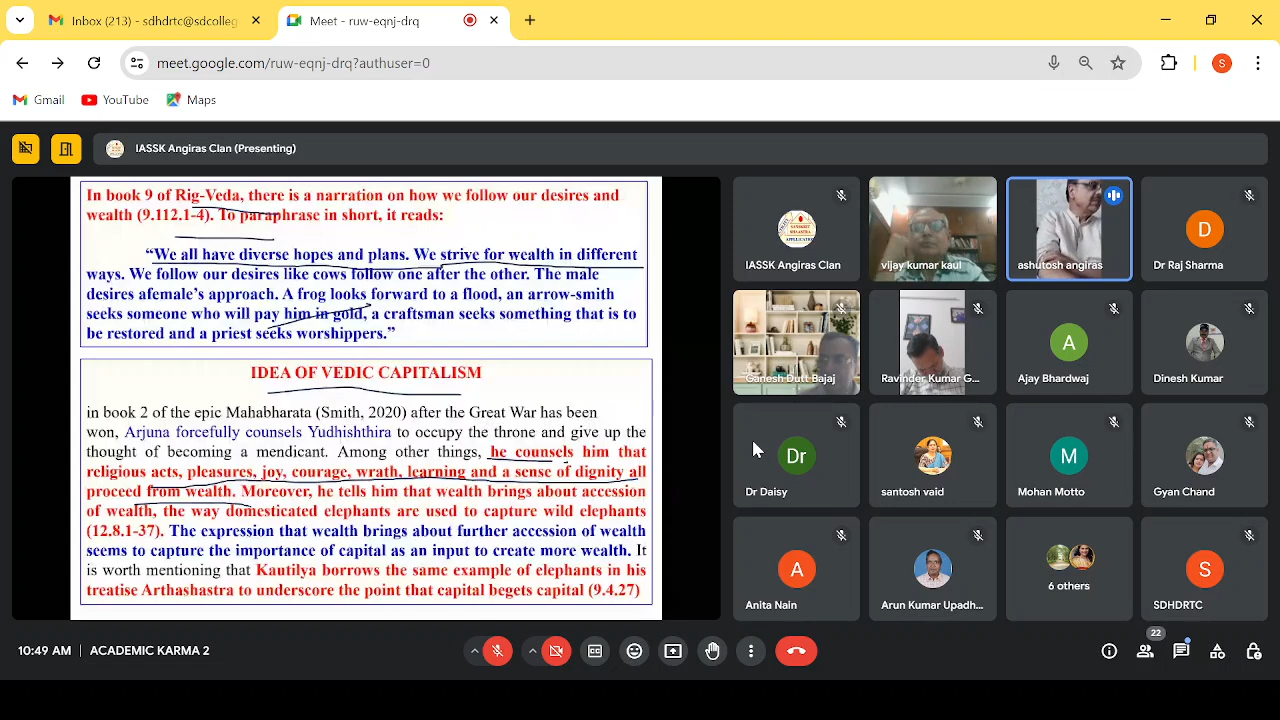 Inbox (213) - sdhdrtc@sdcolleg
Meet - ruw-eqnj-drq
meet.google.com/ruw-eqnj-drq?authuser=0
S
Gmail
YouTube
Maps
IASSK Angiras Clan (Presenting)
In book 9 of Rig-Veda, there is a narration on how we follow our desires and
wealth (9.112.1-4). To paraphrase in short, it reads:
“We all have diverse hopes and plans. We strive for wealth in different
ways. We follow our desires like cows follow one after the other. The male
desires afemale’s approach. A frog looks forward to a flood, an arrow-smith
seeks someone who will pay him in gold, a craftsman seeks something that is to
be restored and a priest seeks worshippers.”
IDEA OF VEDIC CAPITALISM
in book 2 of the epic Mahabharata (Smith, 2020) after the Great War has been
won, Arjuna forcefully counsels Yudhishthira to occupy the throne and give up the
thought of becoming a mendicant. Among other things, he counsels him that
religious acts, pleasures, joy, courage, wrath, learning and a sense of dignity all
proceed from wealth. Moreover, he tells him that wealth brings about accession
of wealth, the way domesticated elephants are used to capture wild elephants
(12.8.1-37). The expression that wealth brings about further accession of wealth
seems to capture the importance of capital as an input to create more wealth. It
is worth mentioning that Kautilya borrows the same example of elephants in his
treatise Arthashastra to underscore the point that capital begets capital (9.4.27)
IASSK Angiras Clan
vijay kumar kaul
ashutosh angiras
D
Dr Raj Sharma
Ganesh Dutt Bajaj
Ravinder Kumar G...
A
Ajay Bhardwaj
Dinesh Kumar
Dr
Dr Daisy
santosh vaid
M
Mohan Motto
Gyan Chand
A
Anita Nain
Arun Kumar Upadh...
6 others
S
SDHDRTC
10:49 AM
ACADEMIC KARMA 2
22